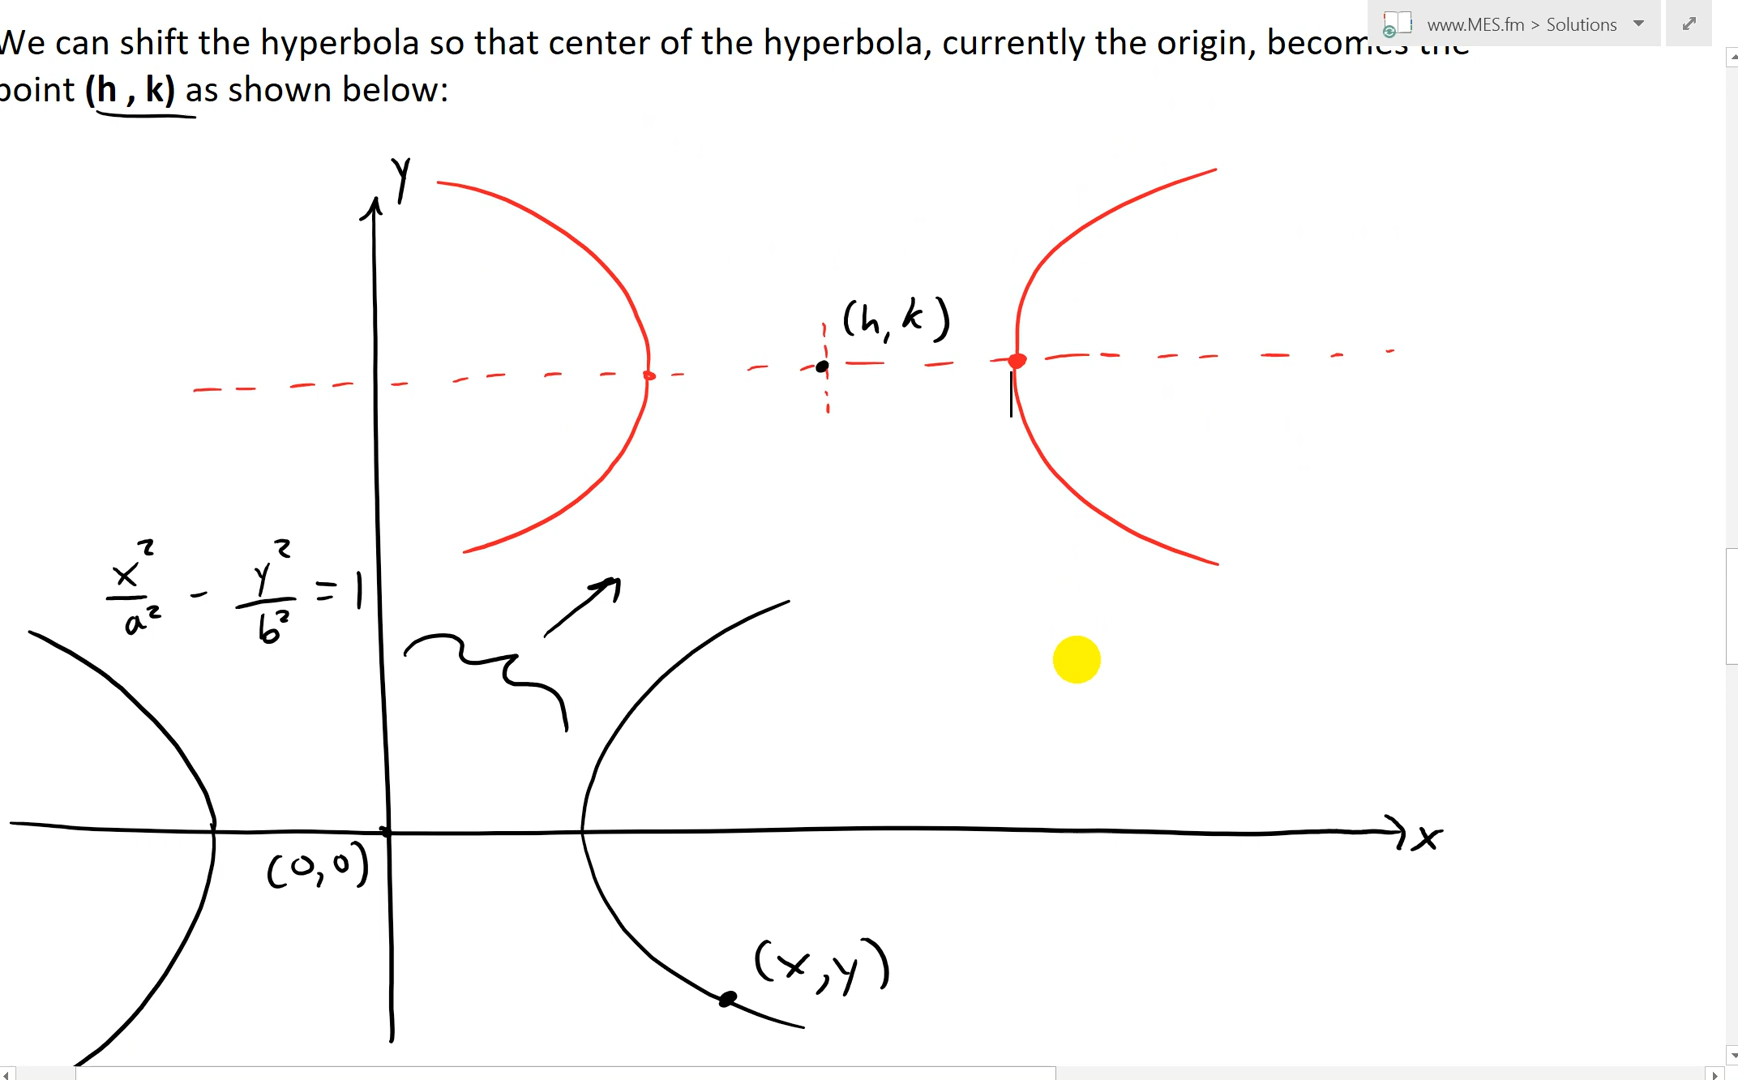 www.MES.fm > Solutions
We can shift the hyperbola so that center of the hyperbola, currently the origin, becomes the
point (h , k) as shown below:
y
(h, k)
x²/a² - y²/b² = 1
x
(0,0)
(x,y)